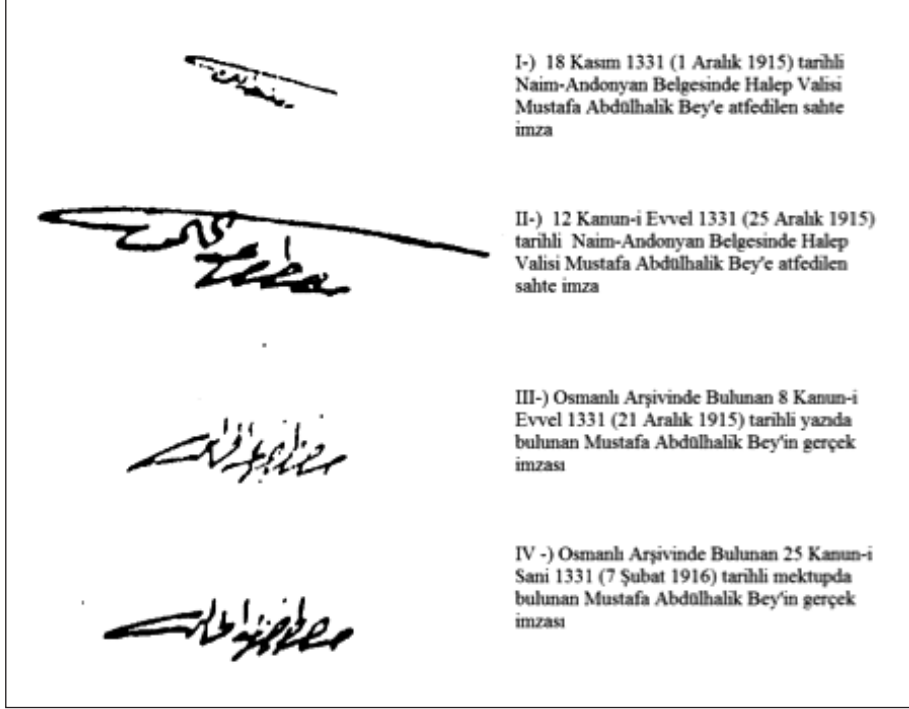 I-) 18 Kasım 1331 (1 Aralık 1915) tarihli
Naim-Andonyan Belgesinde Halep Valisi
Mustafa Abdülhalik Bey'e atfedilen sahte
imza
II-) 12 Kanun-i Evvel 1331 (25 Aralık 1915)
tarihli Naim-Andonyan Belgesinde Halep
Valisi Mustafa Abdülhalik Bey'e atfedilen
sahte imza
III-) Osmanlı Arşivinde Bulunan 8 Kanun-i
Evvel 1331 (21 Aralık 1915) tarihli yazıda
bulunan Mustafa Abdülhalik Bey'in gerçek
imzası
IV -) Osmanlı Arşivinde Bulunan 25 Kanun-i
Sani 1331 (7 Şubat 1916) tarihli mektupda
bulunan Mustafa Abdülhalik Bey'in gerçek
imzası